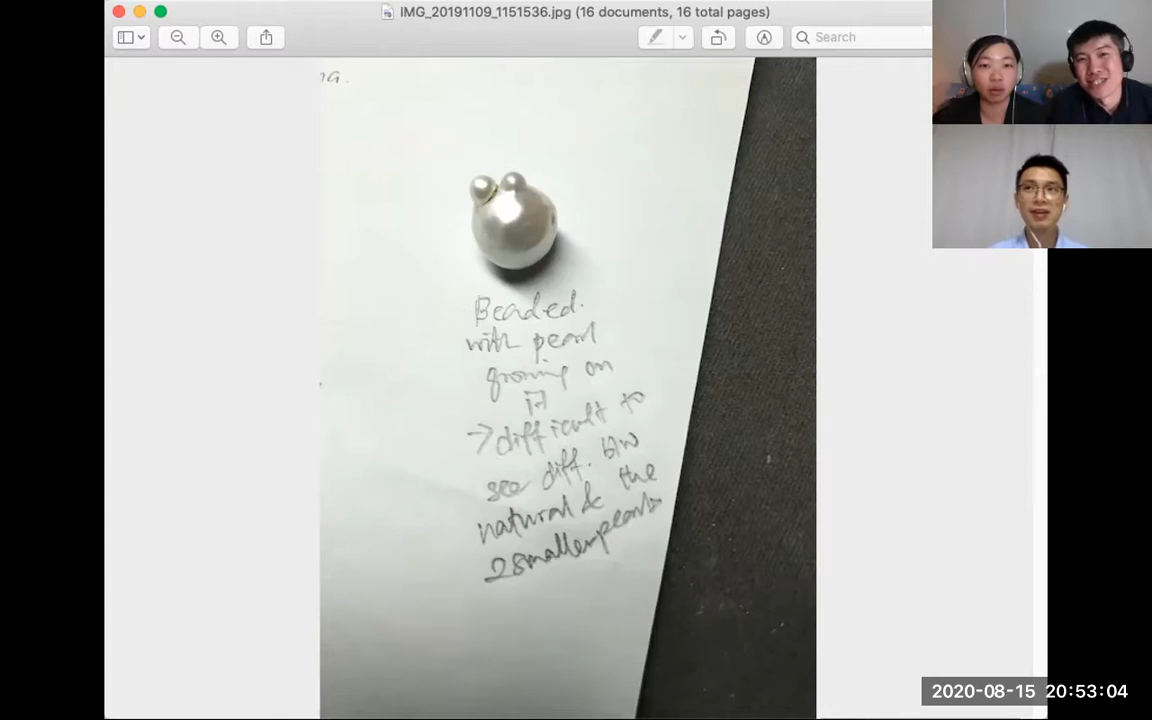 IMG_20191109_1151536.jpg (16 documents, 16 total pages)
Search
Beaded.
with pearl
growing on
it
→ difficult to
see diff. b/w
natural & the
2 smaller pearls
2020-08-15 20:53:04